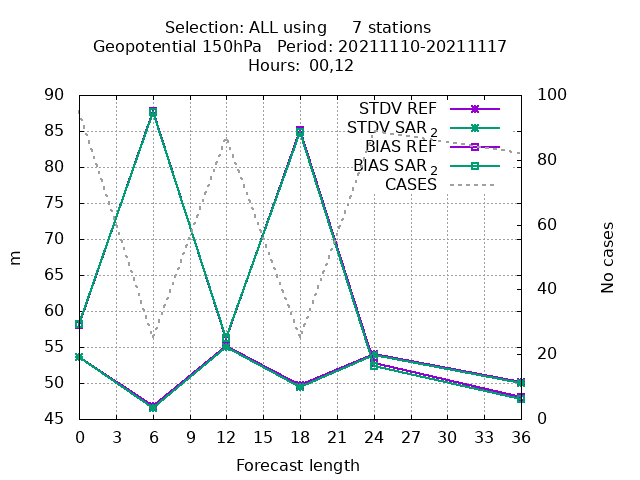 Selection: ALL using     7 stations
Geopotential 150hPa   Period: 20211110-20211117
Hours: 00,12
90
85
80
75
70
65
60
55
50
45
100
80
60
40
20
0
STDV REF
STDV SAR 2
BIAS REF
BIAS SAR 2
CASES
m
No cases
0 3 6 9 12 15 18 21 24 27 30 33 36
Forecast length